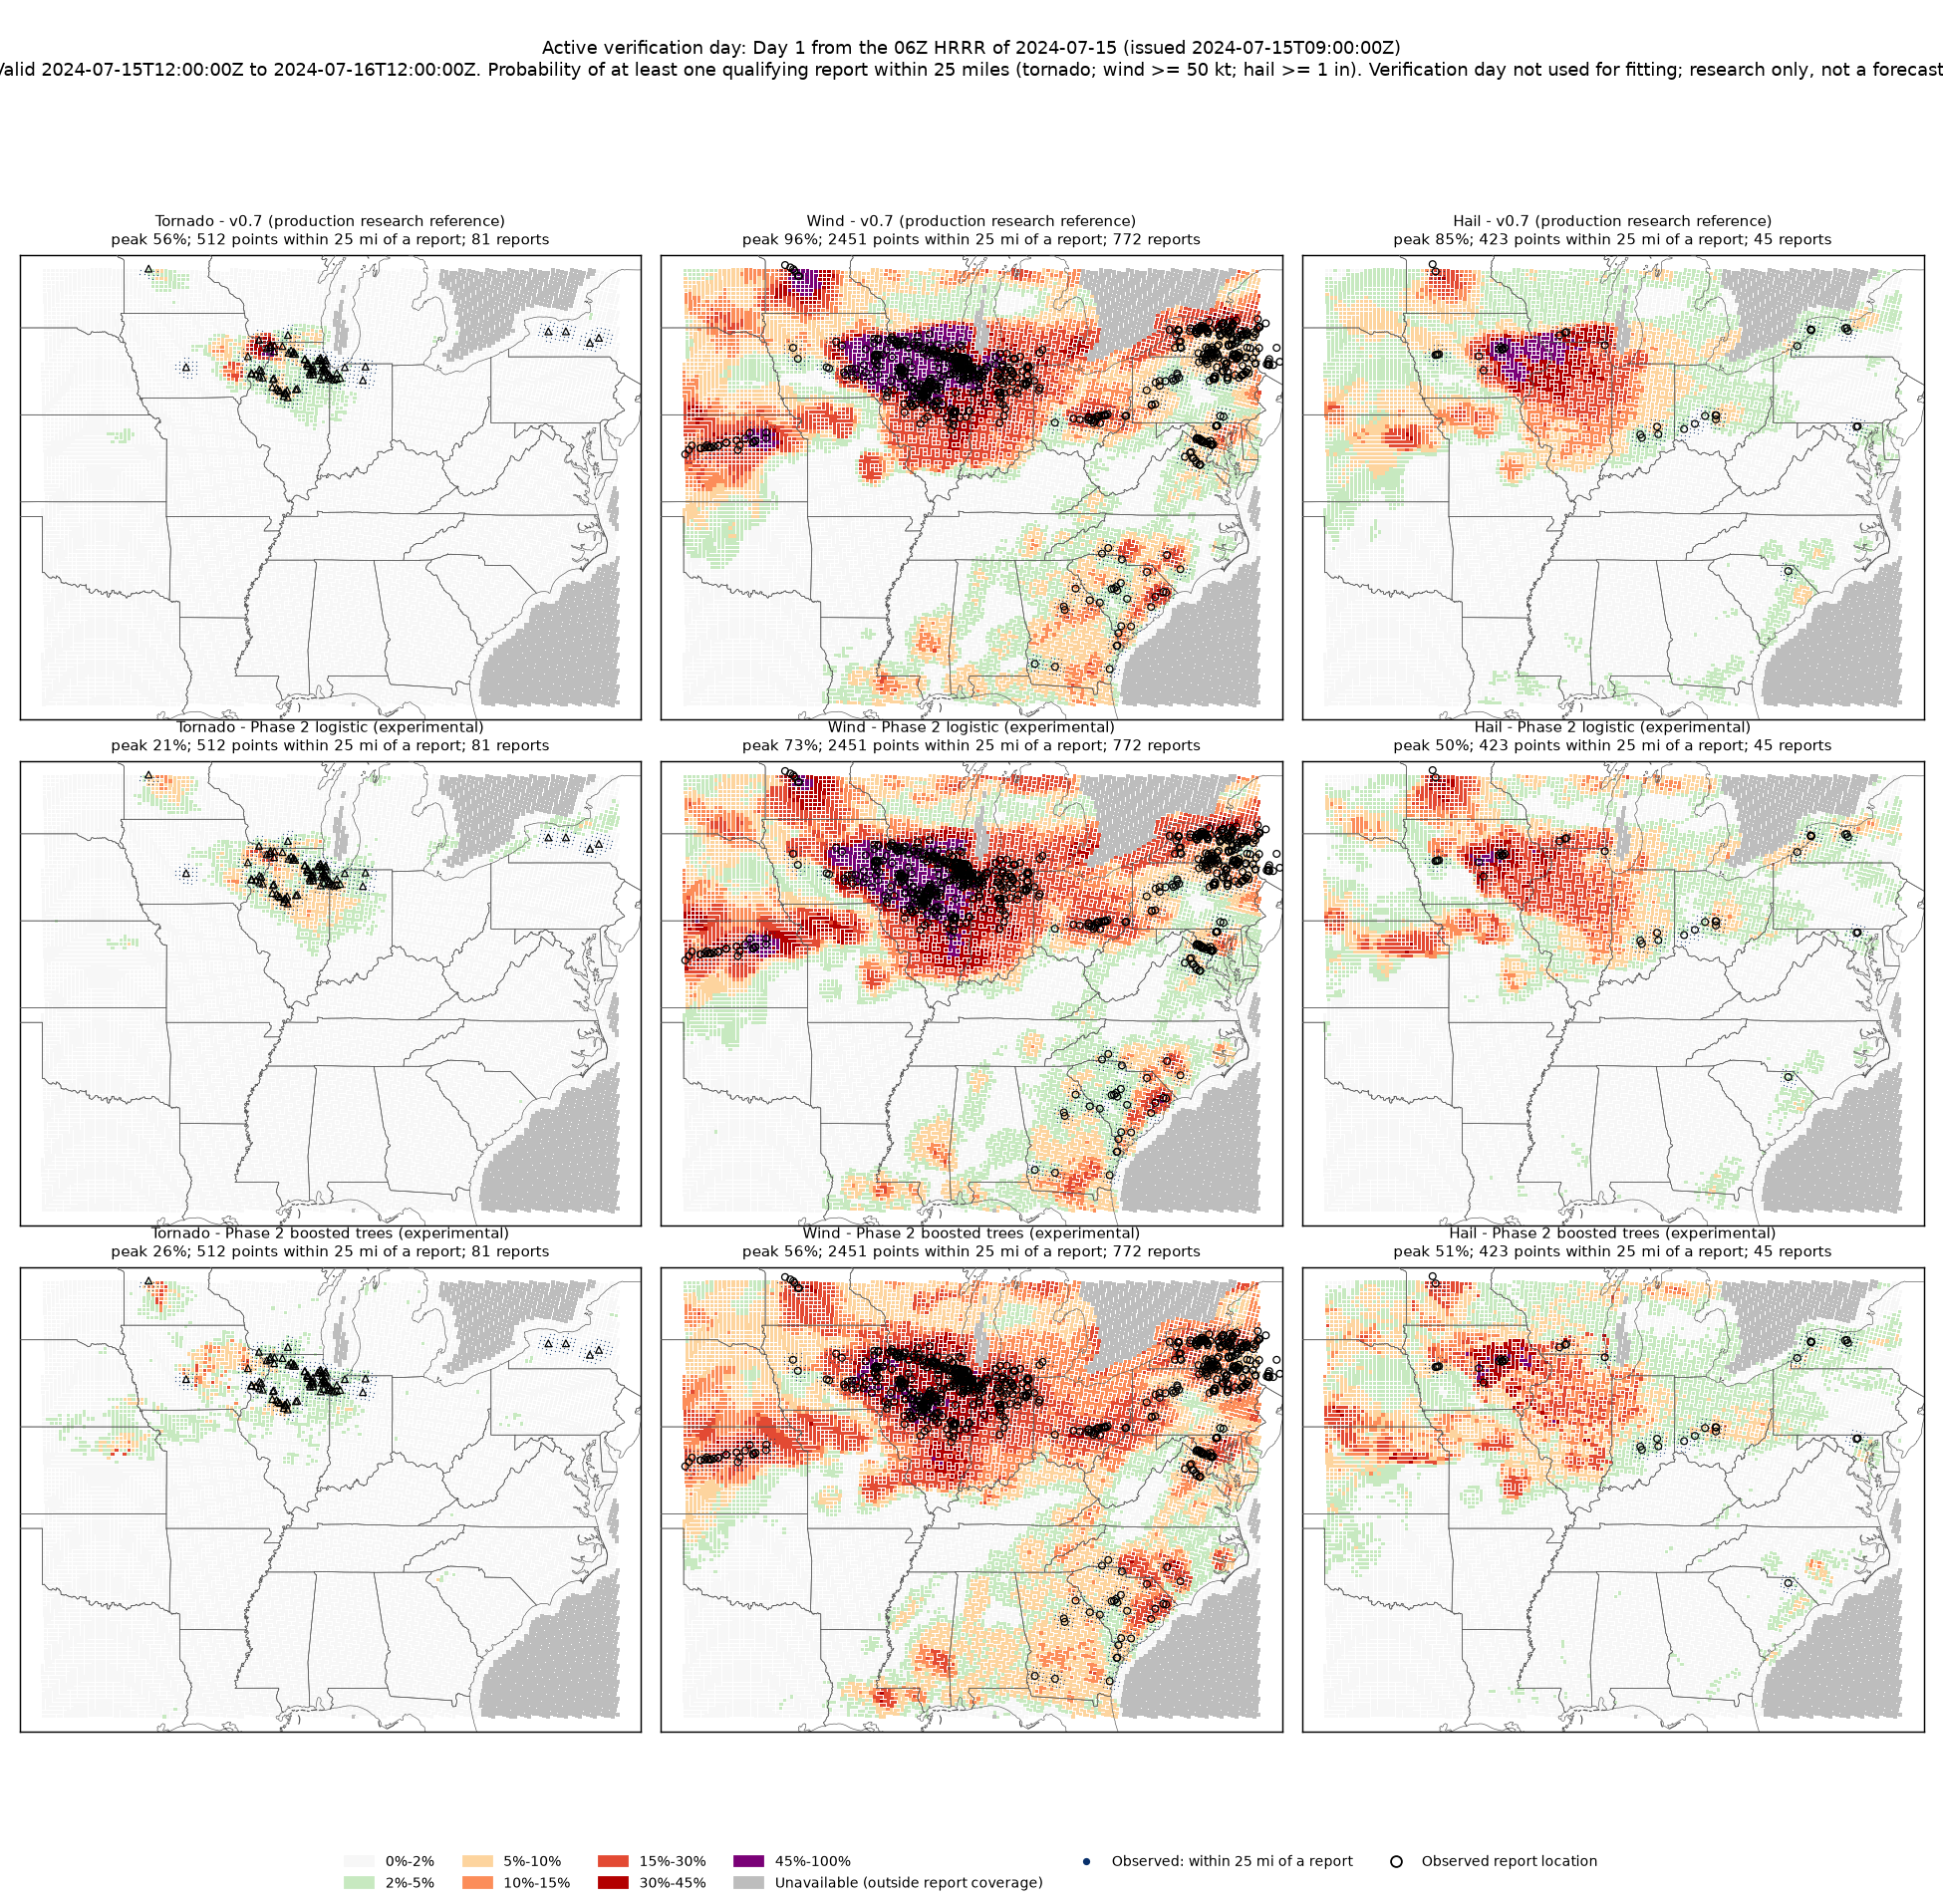 Active verification day: Day 1 from the 06Z HRRR of 2024-07-15 (issued 2024-07-15T09:00:00Z)
Valid 2024-07-15T12:00:00Z to 2024-07-16T12:00:00Z. Probability of at least one qualifying report within 25 miles (tornado; wind >= 50 kt; hail >= 1 in). Verification day not used for fitting; research only, not a forecast
Tornado - v0.7 (production research reference)
peak 56%; 512 points within 25 mi of a report; 81 reports
Wind - v0.7 (production research reference)
peak 96%; 2451 points within 25 mi of a report; 772 reports
Hail - v0.7 (production research reference)
peak 85%; 423 points within 25 mi of a report; 45 reports
Tornado - Phase 2 logistic (experimental)
peak 21%; 512 points within 25 mi of a report; 81 reports
Wind - Phase 2 logistic (experimental)
peak 73%; 2451 points within 25 mi of a report; 772 reports
Hail - Phase 2 logistic (experimental)
peak 50%; 423 points within 25 mi of a report; 45 reports
Tornado - Phase 2 boosted trees (experimental)
peak 26%; 512 points within 25 mi of a report; 81 reports
Wind - Phase 2 boosted trees (experimental)
peak 56%; 2451 points within 25 mi of a report; 772 reports
Hail - Phase 2 boosted trees (experimental)
peak 51%; 423 points within 25 mi of a report; 45 reports
0%-2%
2%-5%
5%-10%
10%-15%
15%-30%
30%-45%
45%-100%
Unavailable (outside report coverage)
Observed: within 25 mi of a report
Observed report location